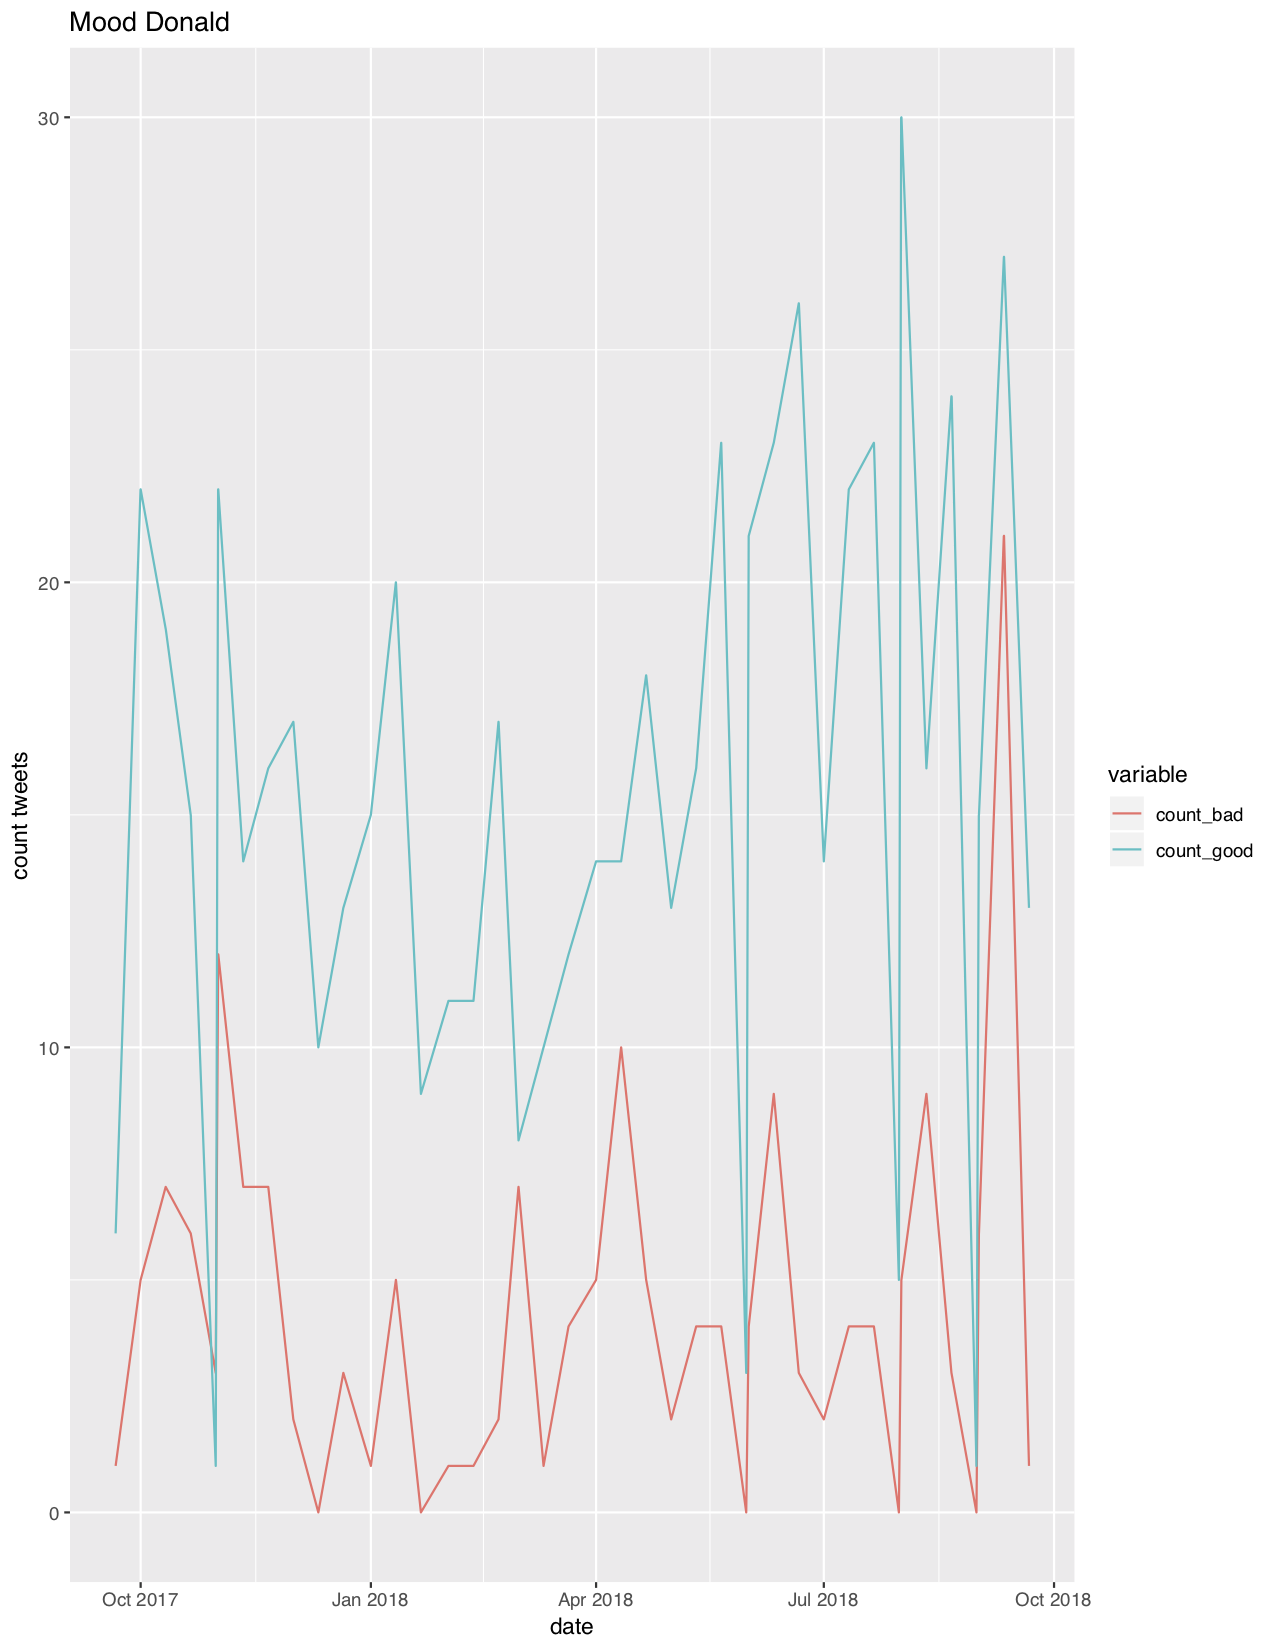 Mood Donald
30
20
10
0
count tweets
Oct 2017
Jan 2018
Apr 2018
Jul 2018
Oct 2018
date
variable
count_bad
count_good